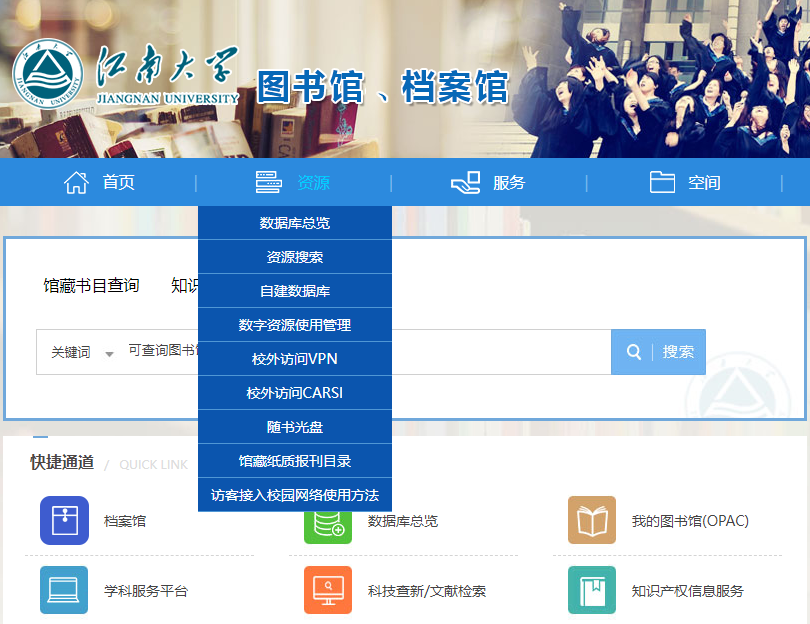 江南大学
JIANGNAN UNIVERSITY
图书馆、档案馆
首页 资源 服务 空间
数据库总览
资源搜索
自建数据库
数字资源使用管理
校外访问VPN
校外访问CARSI
随书光盘
馆藏纸质报刊目录
访客接入校园网络使用方法
馆藏书目查询 知识
关键词 可查询图书馆 搜索
快捷通道 / QUICK LINK
档案馆 数据库总览 我的图书馆(OPAC)
学科服务平台 科技查新/文献检索 知识产权信息服务